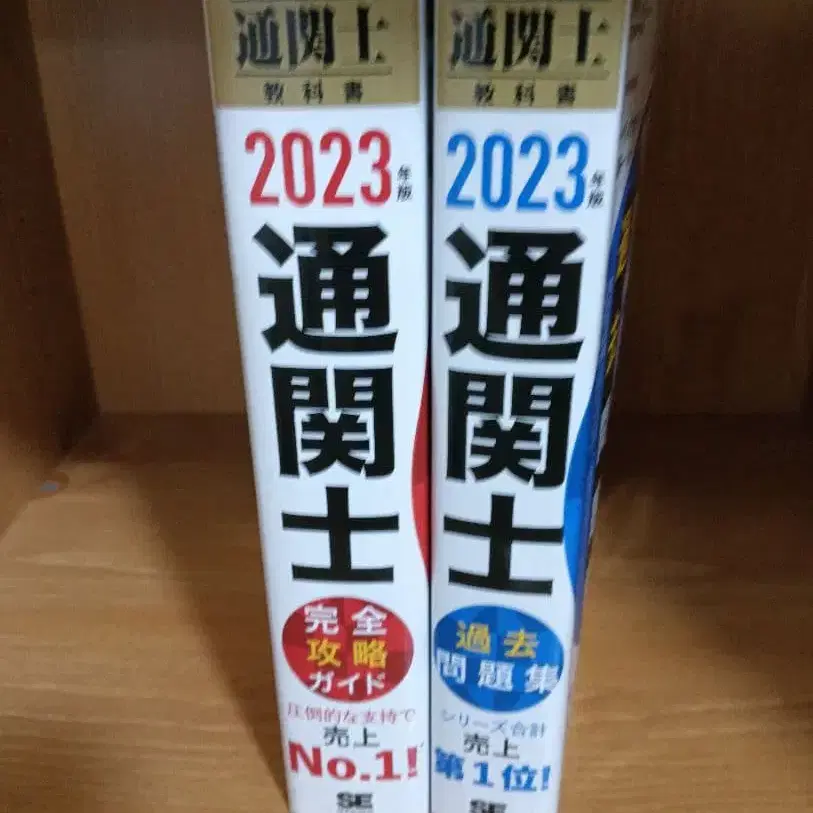 通関士
教科書
2023年版
通関士
完全
攻略
ガイド
圧倒的な支持で
売上
No.1!
SE
通関士
教科書
2023年版
通関士
過去
問題集
シリーズ合計
売上
第1位!
SE